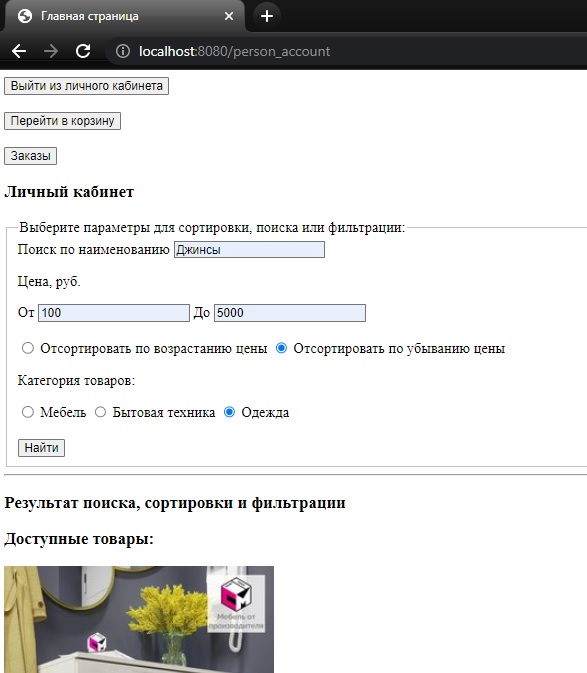 Главная страница
localhost:8080/person_account
Выйти из личного кабинета
Перейти в корзину
Заказы
Личный кабинет
Выберите параметры для сортировки, поиска или фильтрации:
Поиск по наименованию Джинсы
Цена, руб.
От 100 До 5000
Отсортировать по возрастанию цены Отсортировать по убыванию цены
Категория товаров:
Мебель Бытовая техника Одежда
Найти
Результат поиска, сортировки и фильтрации
Доступные товары:
Мебель от
производителя